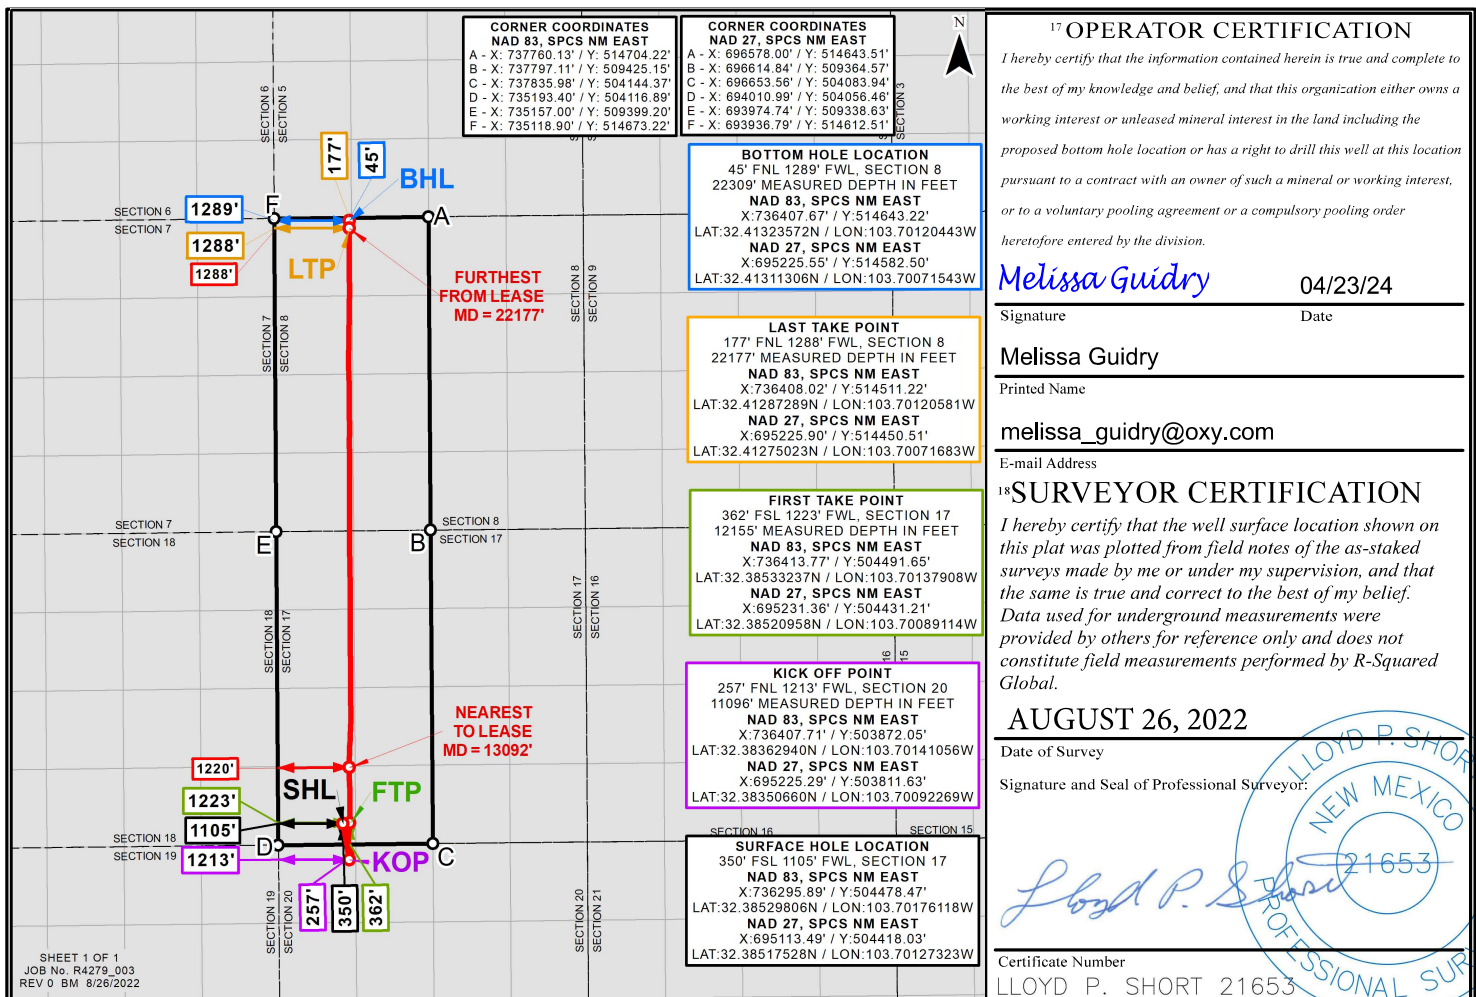 CORNER COORDINATES
NAD 83, SPCS NM EAST
A - X: 737760.13' / Y: 514704.22'
B - X: 737797.11' / Y: 509425.15'
C - X: 737835.98' / Y: 504144.37'
D - X: 735193.40' / Y: 504116.89'
E - X: 735157.00' / Y: 509399.20'
F - X: 735118.90' / Y: 514673.22'
CORNER COORDINATES
NAD 27, SPCS NM EAST
A - X: 696578.00' / Y: 514643.51'
B - X: 696614.84' / Y: 509364.57'
C - X: 696653.56' / Y: 504083.94'
D - X: 694010.99' / Y: 504056.46'
E - X: 693974.74' / Y: 509338.63'
F - X: 693936.79' / Y: 514612.51'
N
SECTION 6
SECTION 5
SECTION 3
177'
45'
BHL
F
A
1289'
SECTION 6
SECTION 7
1288'
1288'
LTP
FURTHEST
FROM LEASE
MD = 22177'
SECTION 8
SECTION 9
SECTION 7
SECTION 8
SECTION 7
SECTION 18
E
B
SECTION 8
SECTION 17
SECTION 18
SECTION 17
SECTION 17
SECTION 16
16
15
NEAREST
TO LEASE
MD = 13092'
1220'
SHL
FTP
1223'
1105'
SECTION 18
SECTION 19
D
C
1213'
KOP
SECTION 16
SECTION 15
257'
350'
362'
SECTION 19
SECTION 20
SECTION 20
SECTION 21
BOTTOM HOLE LOCATION
45' FNL 1289' FWL, SECTION 8
22309' MEASURED DEPTH IN FEET
NAD 83, SPCS NM EAST
X:736407.67' / Y:514643.22'
LAT:32.41323572N / LON:103.70120443W
NAD 27, SPCS NM EAST
X:695225.55' / Y:514582.50'
LAT:32.41311306N / LON:103.70071543W
LAST TAKE POINT
177' FNL 1288' FWL, SECTION 8
22177' MEASURED DEPTH IN FEET
NAD 83, SPCS NM EAST
X:736408.02' / Y:514511.22'
LAT:32.41287289N / LON:103.70120581W
NAD 27, SPCS NM EAST
X:695225.90' / Y:514450.51'
LAT:32.41275023N / LON:103.70071683W
FIRST TAKE POINT
362' FSL 1223' FWL, SECTION 17
12155' MEASURED DEPTH IN FEET
NAD 83, SPCS NM EAST
X:736413.77' / Y:504491.65'
LAT:32.38533237N / LON:103.70137908W
NAD 27, SPCS NM EAST
X:695231.36' / Y:504431.21'
LAT:32.38520958N / LON:103.70089114W
KICK OFF POINT
257' FNL 1213' FWL, SECTION 20
11096' MEASURED DEPTH IN FEET
NAD 83, SPCS NM EAST
X:736407.71' / Y:503872.05'
LAT:32.38362940N / LON:103.70141056W
NAD 27, SPCS NM EAST
X:695225.29' / Y:503811.63'
LAT:32.38350660N / LON:103.70092269W
SURFACE HOLE LOCATION
350' FSL 1105' FWL, SECTION 17
NAD 83, SPCS NM EAST
X:736295.89' / Y:504478.47'
LAT:32.38529806N / LON:103.70176118W
NAD 27, SPCS NM EAST
X:695113.49' / Y:504418.03'
LAT:32.38517528N / LON:103.70127323W
SHEET 1 OF 1
JOB No. R4279_003
REV 0 BM 8/26/2022
17 OPERATOR CERTIFICATION
I hereby certify that the information contained herein is true and complete to
the best of my knowledge and belief, and that this organization either owns a
working interest or unleased mineral interest in the land including the
proposed bottom hole location or has a right to drill this well at this location
pursuant to a contract with an owner of such a mineral or working interest,
or to a voluntary pooling agreement or a compulsory pooling order
heretofore entered by the division.
Melissa Guidry 04/23/24
Signature Date
Melissa Guidry
Printed Name
melissa_guidry@oxy.com
E-mail Address
18 SURVEYOR CERTIFICATION
I hereby certify that the well surface location shown on
this plat was plotted from field notes of the as-staked
surveys made by me or under my supervision, and that
the same is true and correct to the best of my belief.
Data used for underground measurements were
provided by others for reference only and does not
constitute field measurements performed by R-Squared
Global.
AUGUST 26, 2022
Date of Survey
Signature and Seal of Professional Surveyor:
LLOYD P. SHOR
NEW MEXICO
21653
PROFESSIONAL SUR
Lloyd P. Short
Certificate Number
LLOYD P. SHORT 21653